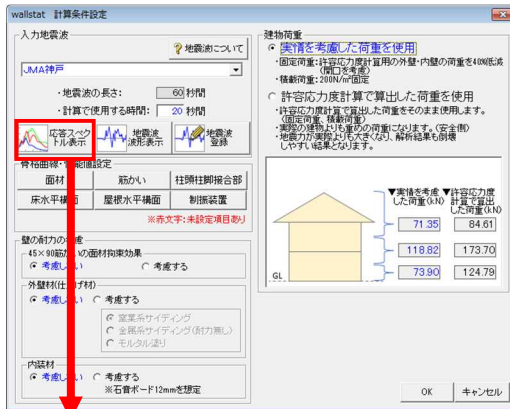 wallstat 計算条件設定
入力地震波
? 地震波について
JMA神戸
・地震波の長さ: 60 秒間
・計算で使用する時間: 20 秒間
応答スペクトル表示
地震波波形表示
地震波登録
面材 筋かい 柱頭柱脚接合部
床水平構面 屋根水平構面 制振装置
※赤文字:未設定項目あり
45×90筋かいの面材拘束効果
考慮しない 考慮する
外壁材(仕上げ材)
考慮しない 考慮する
窯業系サイディング
金属系サイディング(耐力無し)
モルタル塗り
内装材
考慮しない 考慮する
※石膏ボード12mmを想定
建物荷重
実情を考慮した荷重を使用
・固定荷重:許容応力度計算用の外壁・内壁の荷重を40%低減
(開口を考慮)
・積載荷重:200N/m²固定
許容応力度計算で算出した荷重を使用
・許容応力度計算で算出した荷重をそのまま使用します。
(固定荷重、積載荷重)
・実際の建物よりも重めの荷重になります。(安全側)
・地震力が実際よりも大きくなり、解析結果も倒壊
しやすい結果となります。
▼実情を考慮した荷重(kN) ▼許容応力度計算で算出した荷重(kN)
71.35 84.61
118.82 173.70
73.90 124.79
GL
OK キャンセル